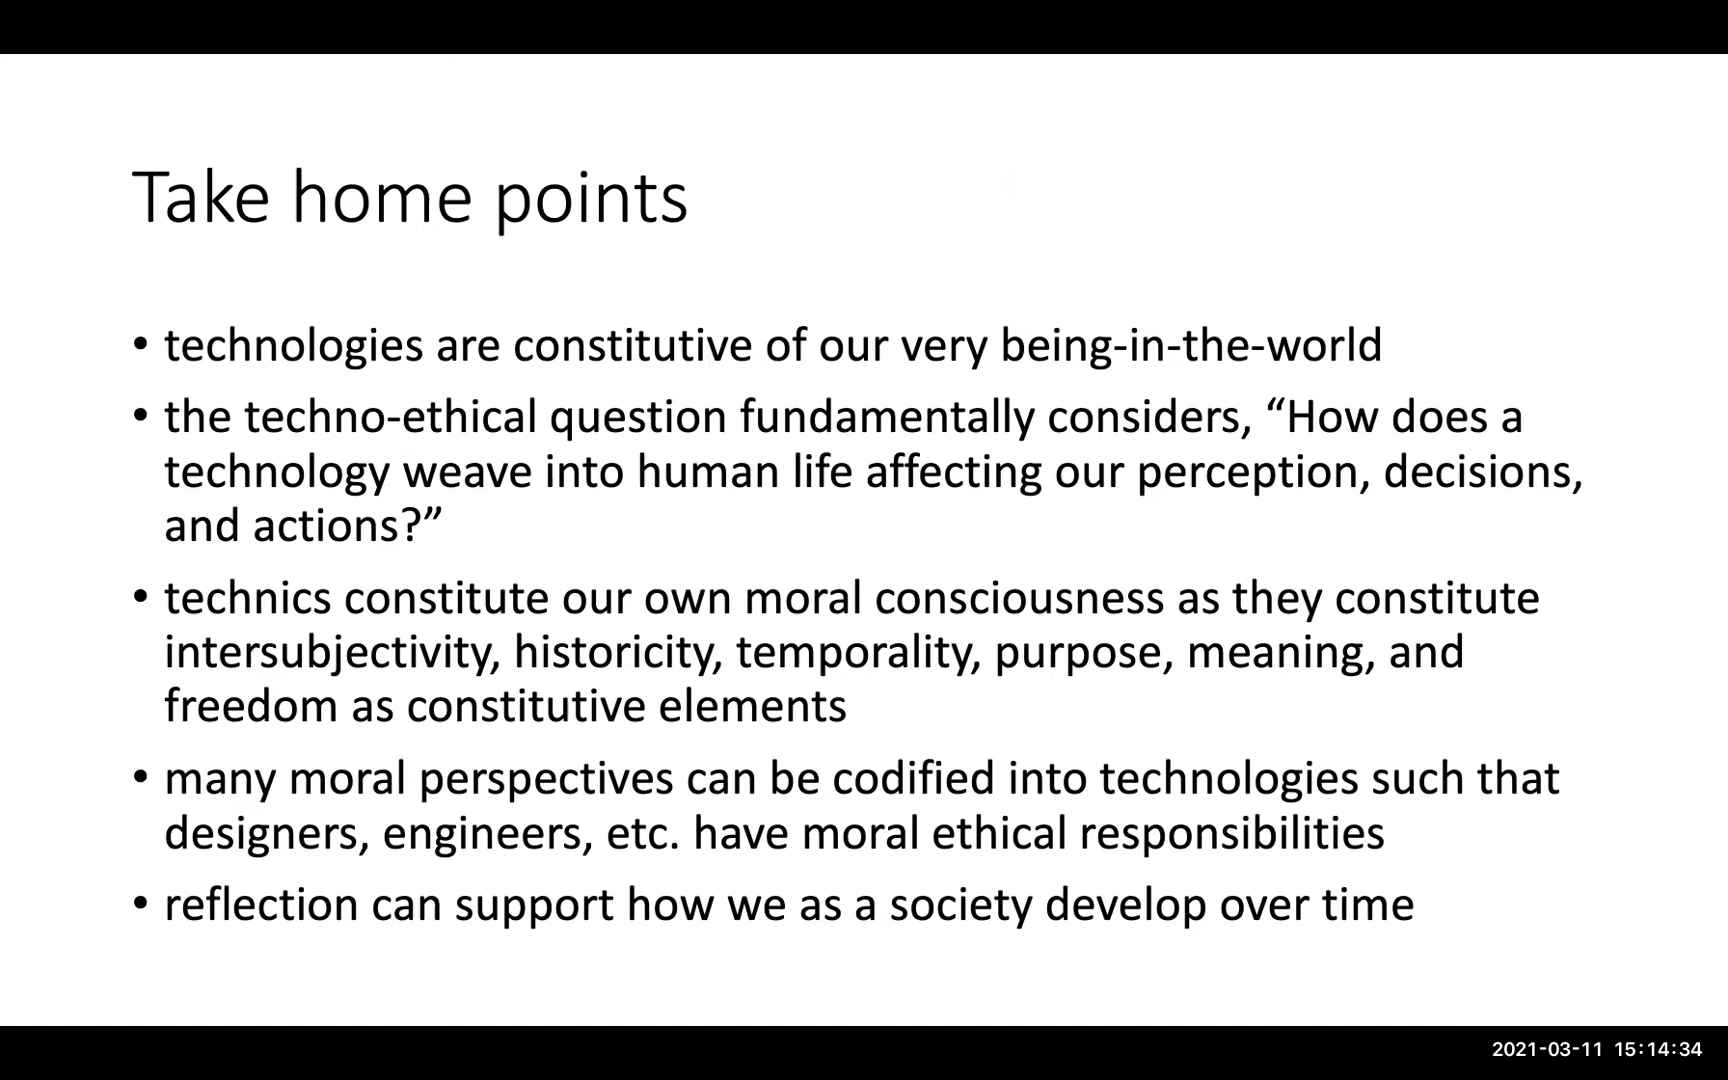 Take home points
• technologies are constitutive of our very being-in-the-world
• the techno-ethical question fundamentally considers, “How does a
technology weave into human life affecting our perception, decisions,
and actions?”
• technics constitute our own moral consciousness as they constitute
intersubjectivity, historicity, temporality, purpose, meaning, and
freedom as constitutive elements
• many moral perspectives can be codified into technologies such that
designers, engineers, etc. have moral ethical responsibilities
• reflection can support how we as a society develop over time
2021-03-11 15:14:34